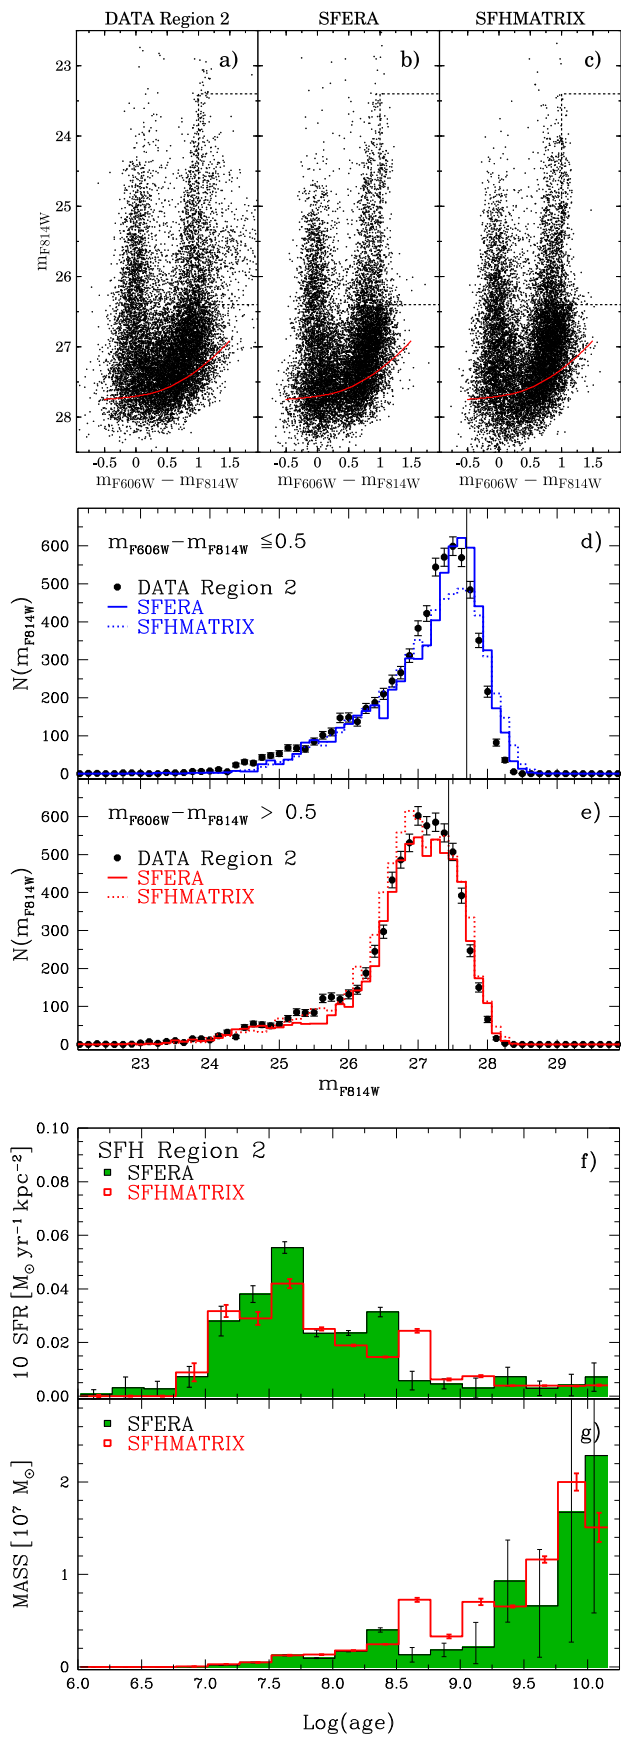 DATA Region 2 SFERA SFHMATRIX
a) b) c)
23
24
25
26
27
28
m_F814W
-0.5 0 0.5 1 1.5 -0.5 0 0.5 1 1.5 -0.5 0 0.5 1 1.5
m_F606W − m_F814W m_F606W − m_F814W m_F606W − m_F814W
m_F606W−m_F814W ≦0.5 d)
DATA Region 2
SFERA
SFHMATRIX
N(m_F814W)
600
500
400
300
200
100
0
m_F606W−m_F814W > 0.5 e)
DATA Region 2
SFERA
SFHMATRIX
N(m_F814W)
600
500
400
300
200
100
0
23 24 25 26 27 28 29
m_F814W
SFH Region 2 f)
SFERA
SFHMATRIX
10 SFR [M⊙ yr⁻¹ kpc⁻²]
0.10
0.08
0.06
0.04
0.02
0.00
SFERA g)
SFHMATRIX
MASS [10⁷ M⊙]
2
1
0
6.0 6.5 7.0 7.5 8.0 8.5 9.0 9.5 10.0
Log(age)